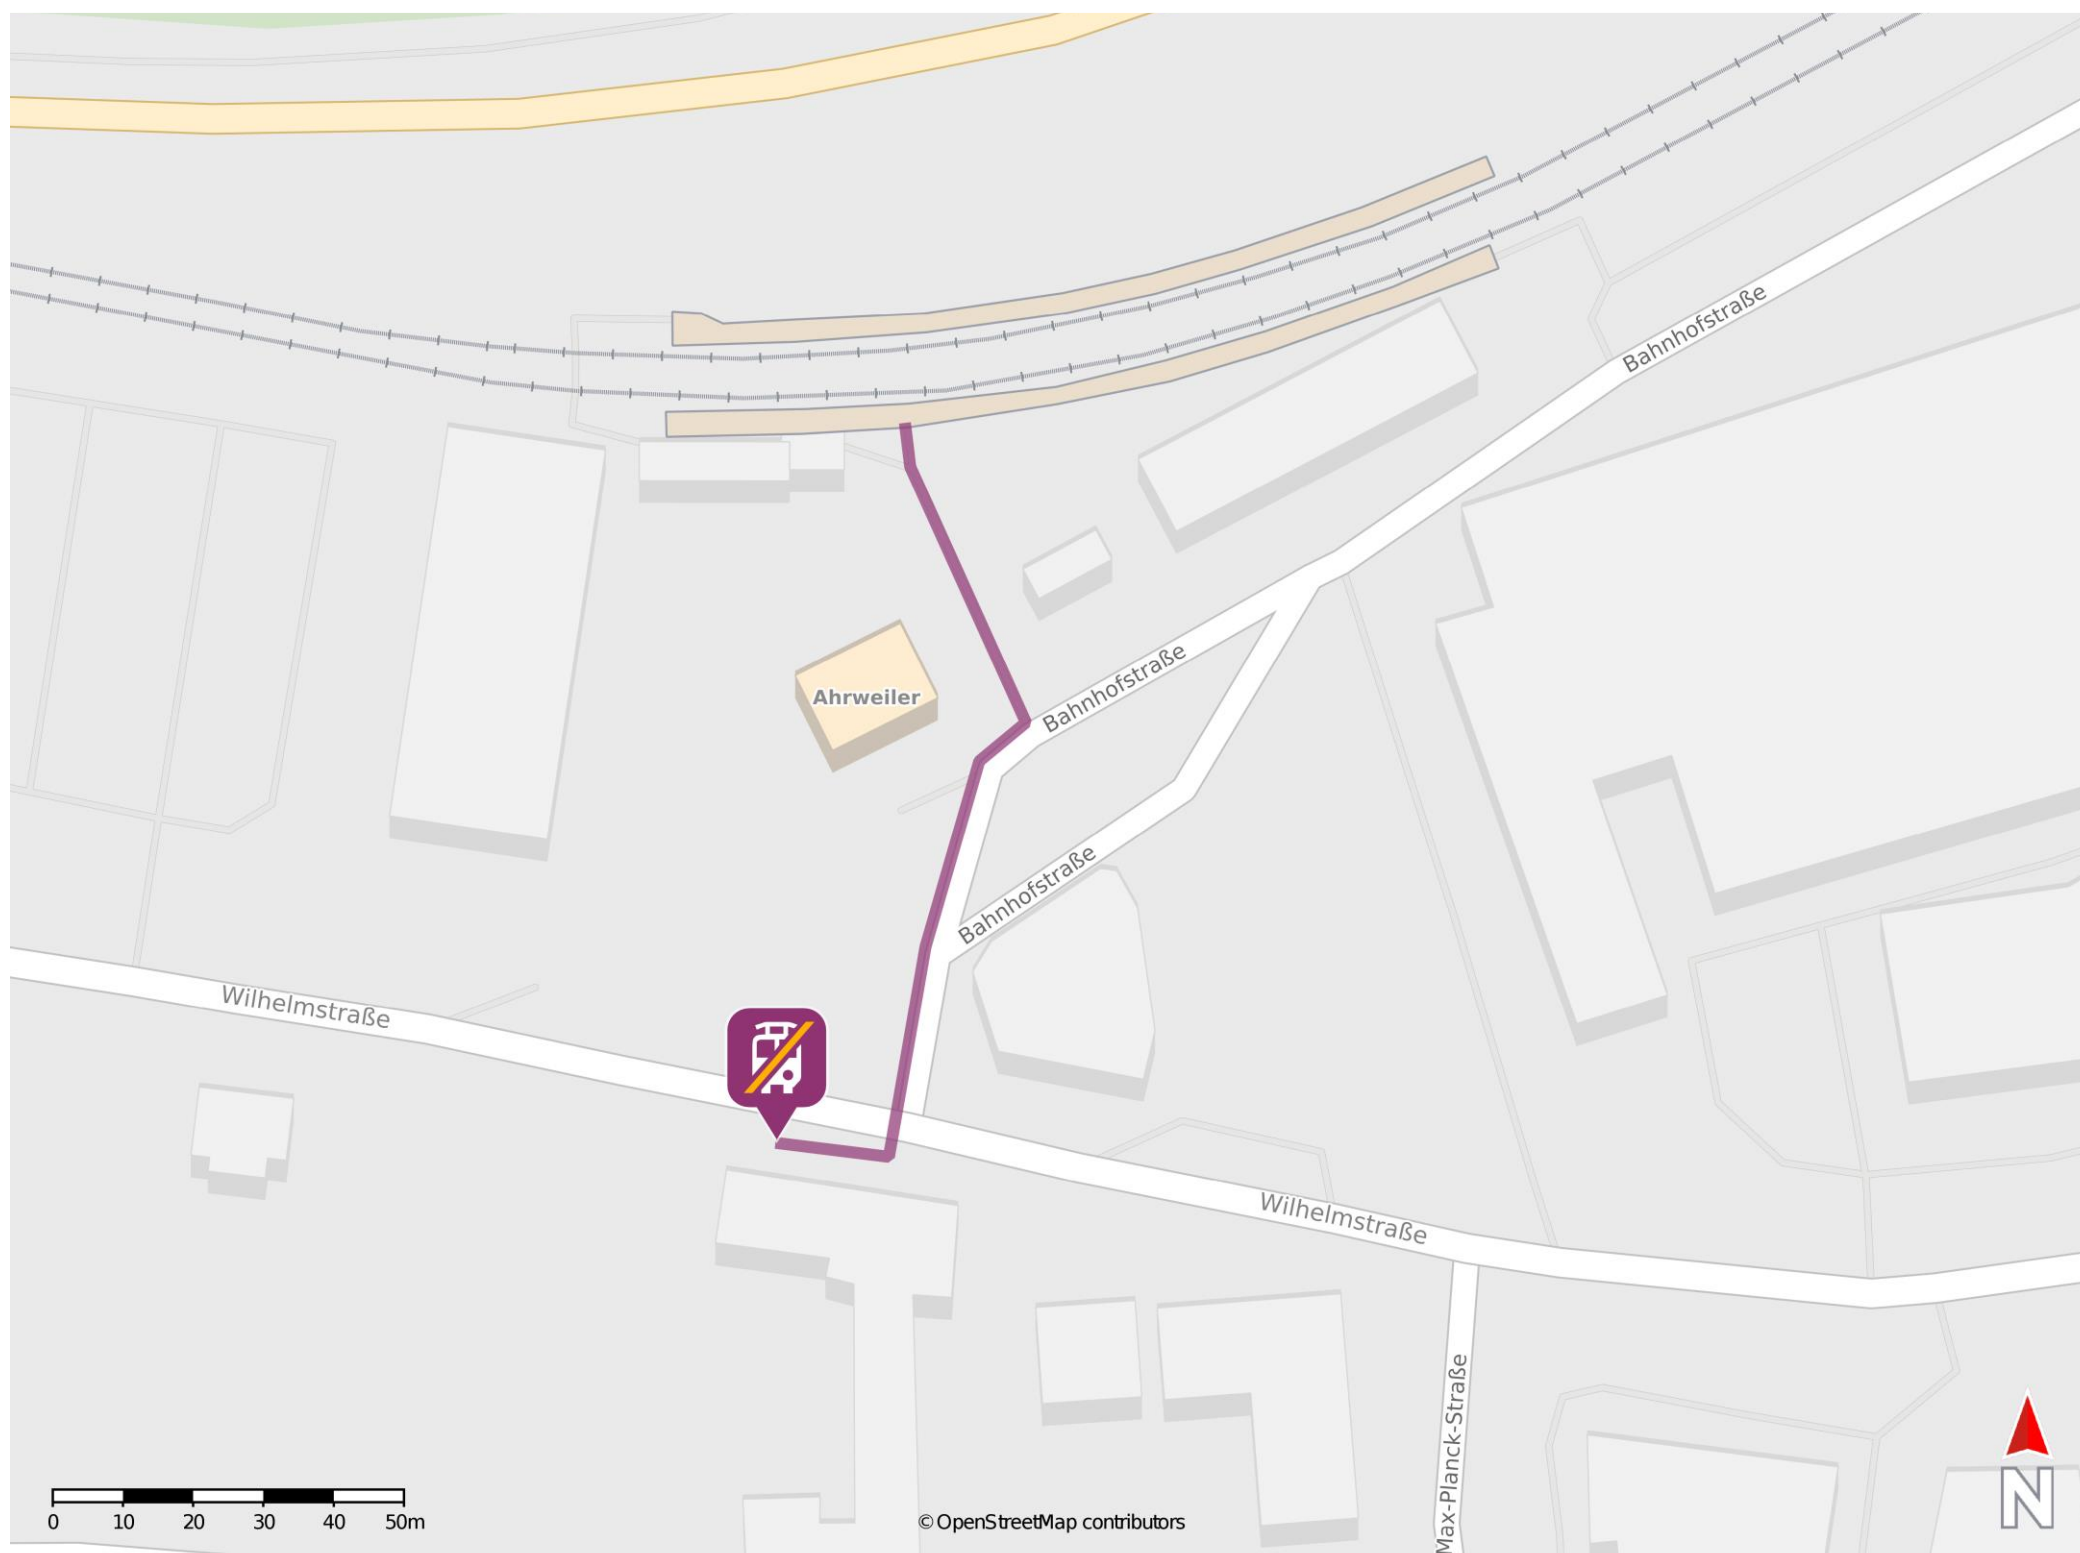 Bahnhofstraße
Bahnhofstraße
Ahrweiler
Bahnhofstraße
Wilhelmstraße
Wilhelmstraße
Max-Planck-Straße
N
0 10 20 30 40 50m
© OpenStreetMap contributors